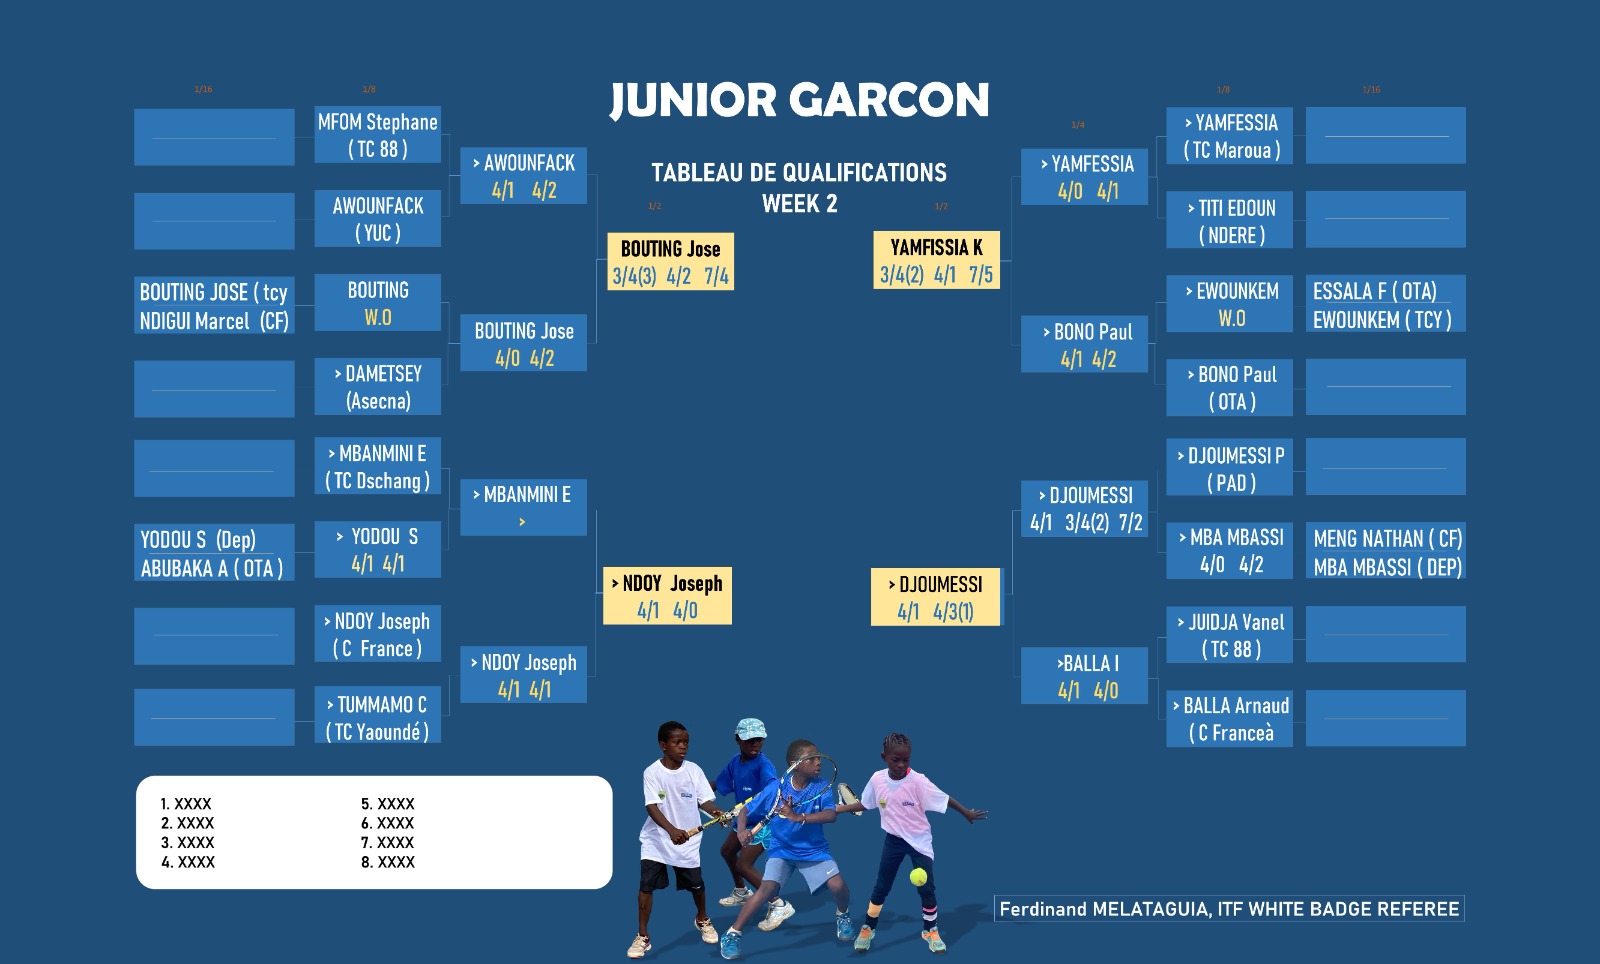 JUNIOR GARCON
TABLEAU DE QUALIFICATIONS
WEEK 2
1/16
1/8
1/2
1/2
1/4
1/8
1/16
BOUTING JOSE ( tcy
NDIGUI Marcel (CF)
YODOU S (Dep)
ABUBAKA A ( OTA )
MFOM Stephane
( TC 88 )
AWOUNFACK
( YUC )
BOUTING
W.O
> DAMETSEY
(Asecna)
> MBANMINI E
( TC Dschang )
> YODOU S
4/1 4/1
> NDOY Joseph
( C France )
> TUMMAMO C
( TC Yaoundé )
> AWOUNFACK
4/1 4/2
BOUTING Jose
4/0 4/2
> MBANMINI E
>
> NDOY Joseph
4/1 4/1
BOUTING Jose
3/4(3) 4/2 7/4
> NDOY Joseph
4/1 4/0
YAMFISSIA K
3/4(2) 4/1 7/5
> DJOUMESSI
4/1 4/3(1)
> YAMFESSIA
4/0 4/1
> BONO Paul
4/1 4/2
> DJOUMESSI
4/1 3/4(2) 7/2
>BALLA I
4/1 4/0
> YAMFESSIA
( TC Maroua )
> TITI EDOUN
( NDERE )
> EWOUNKEM
W.O
> BONO Paul
( OTA )
> DJOUMESSI P
( PAD )
> MBA MBASSI
4/0 4/2
> JUIDJA Vanel
( TC 88 )
> BALLA Arnaud
( C Franceà
ESSALA F ( OTA)
EWOUNKEM ( TCY )
MENG NATHAN ( CF)
MBA MBASSI ( DEP)
1. XXXX
2. XXXX
3. XXXX
4. XXXX
5. XXXX
6. XXXX
7. XXXX
8. XXXX
Ferdinand MELATAGUIA, ITF WHITE BADGE REFEREE